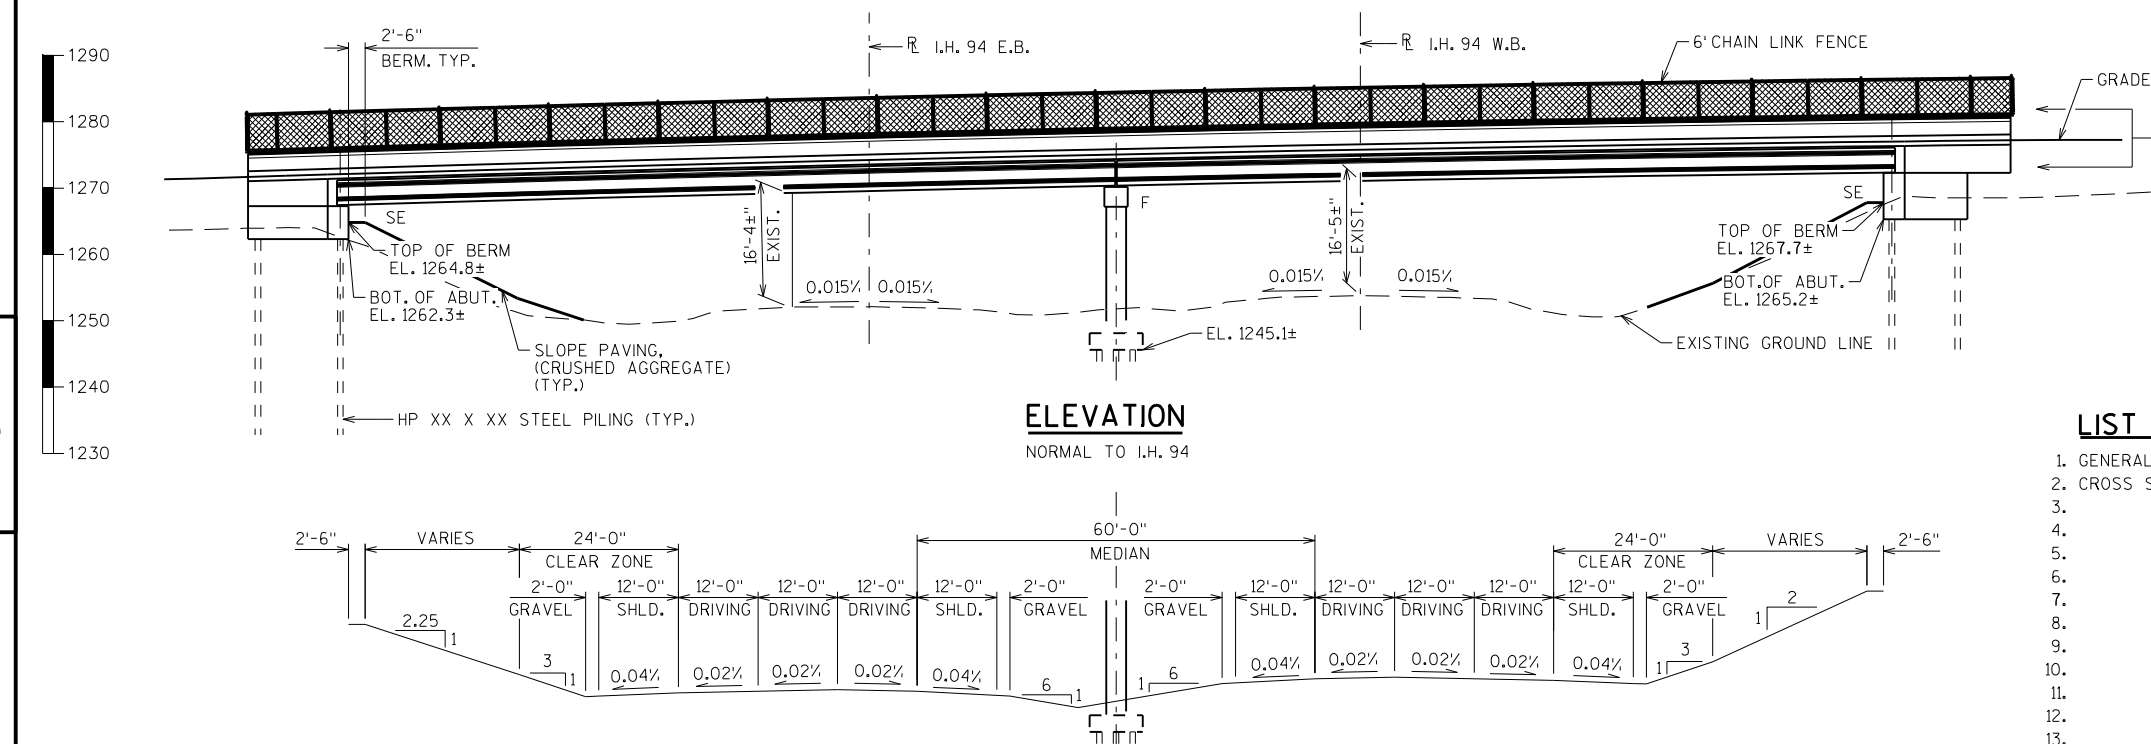 1290
1280
1270
1260
1250
1240
1230
2'-6"
BERM. TYP.
I.H. 94 E.B.
I.H. 94 W.B.
6' CHAIN LINK FENCE
GRADE
SE
F
SE
16'-4±"
EXIST.
16'-5±"
EXIST.
TOP OF BERM
EL. 1264.8±
BOT. OF ABUT.
EL. 1262.3±
0.015'/' 0.015'/'
0.015'/' 0.015'/'
TOP OF BERM
EL. 1267.7±
BOT. OF ABUT.
EL. 1265.2±
EL. 1245.1±
SLOPE PAVING,
(CRUSHED AGGREGATE)
(TYP.)
EXISTING GROUND LINE
HP XX X XX STEEL PILING (TYP.)
ELEVATION
NORMAL TO I.H. 94
LIST
1. GENERAL
2. CROSS S
3.
4.
5.
6.
7.
8.
9.
10.
11.
12.
13.
60'-0"
MEDIAN
2'-6" VARIES 24'-0"
CLEAR ZONE
24'-0" VARIES 2'-6"
CLEAR ZONE
2'-0" 12'-0" 12'-0" 12'-0" 12'-0" 12'-0" 2'-0" 2'-0" 12'-0" 12'-0" 12'-0" 12'-0" 12'-0" 2'-0"
GRAVEL SHLD. DRIVING DRIVING DRIVING SHLD. GRAVEL GRAVEL SHLD. DRIVING DRIVING DRIVING SHLD. GRAVEL
2.25
1
3
1
0.04'/' 0.02'/' 0.02'/' 0.02'/' 0.04'/'
6
1
6
1
0.04'/' 0.02'/' 0.02'/' 0.02'/' 0.04'/'
3
1
2
1